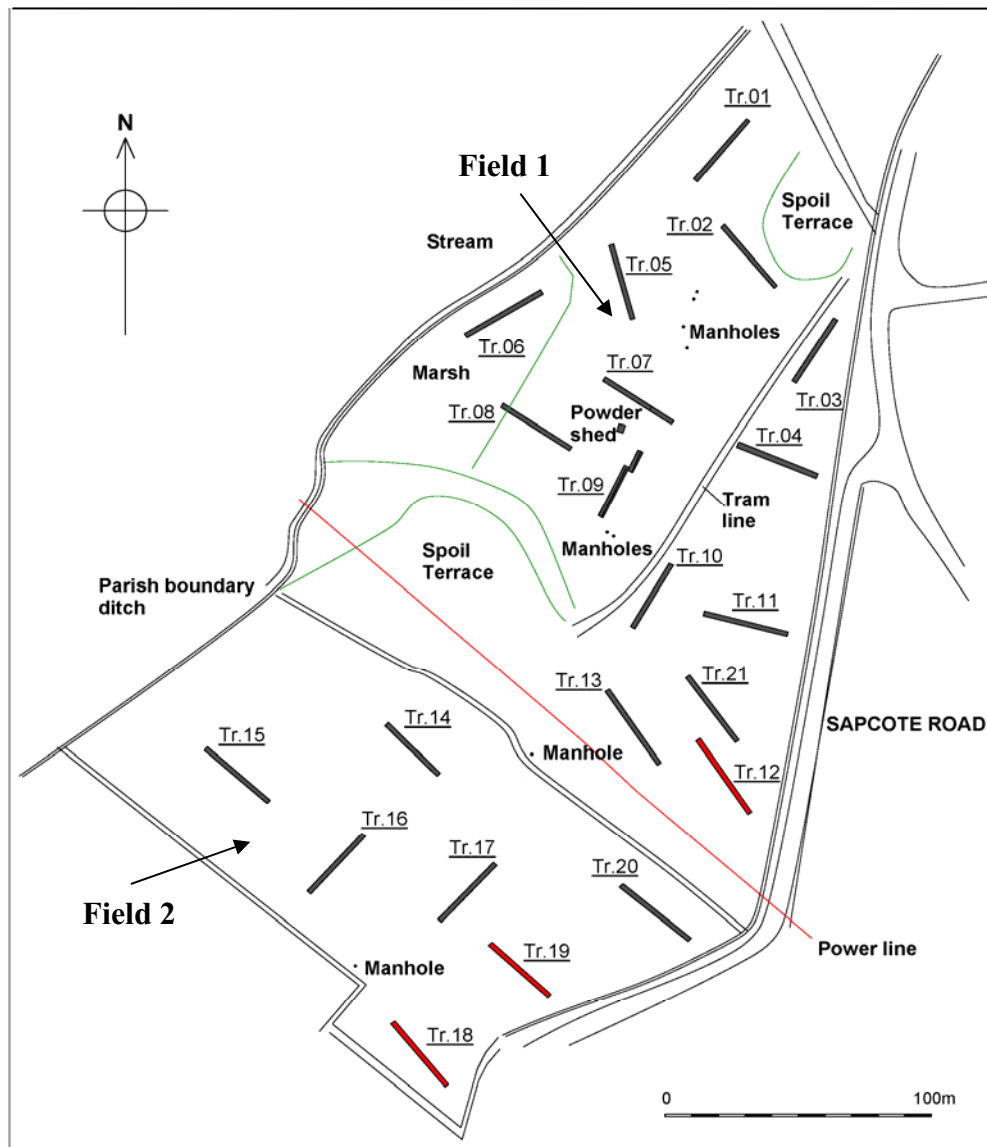 Tr.01
N
Field 1
Spoil
Terrace
Tr.02
Stream
Tr.05
Manholes
Tr.06
Tr.07
Marsh
Tr.03
Tr.08
Powder
shed
Tr.04
Tr.09
Tram
line
Spoil
Terrace
Manholes
Tr.10
Parish boundary
ditch
Tr.11
Tr.21
Tr.13
SAPCOTE ROAD
Tr.14
Tr.15
Manhole
Tr.12
Tr.16
Tr.17
Tr.20
Field 2
Power line
Tr.19
Manhole
Tr.18
0 100m